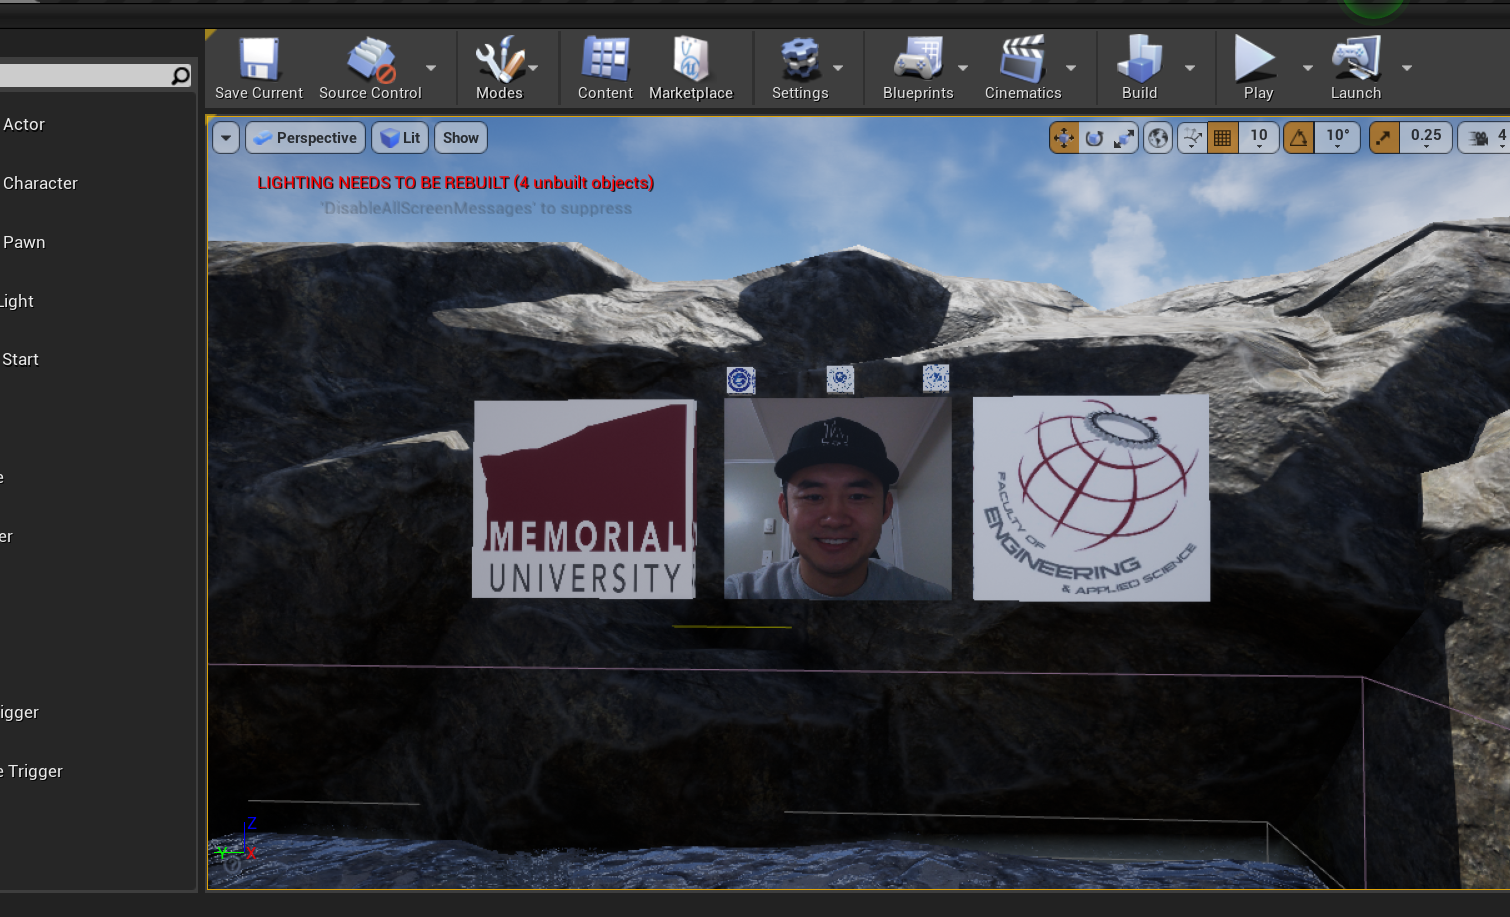 Save Current
Source Control
Modes
Content
Marketplace
Settings
Blueprints
Cinematics
Build
Play
Launch
Actor
Character
Pawn
Light
Start
Perspective
Lit
Show
10
10°
0.25
4
LIGHTING NEEDS TO BE REBUILT (4 unbuilt objects)
'DisableAllScreenMessages' to suppress
MEMORIAL
UNIVERSITY
LA
FACULTY OF
ENGINEERING
& APPLIED SCIENCE
e
er
igger
e Trigger
Z
Y
X